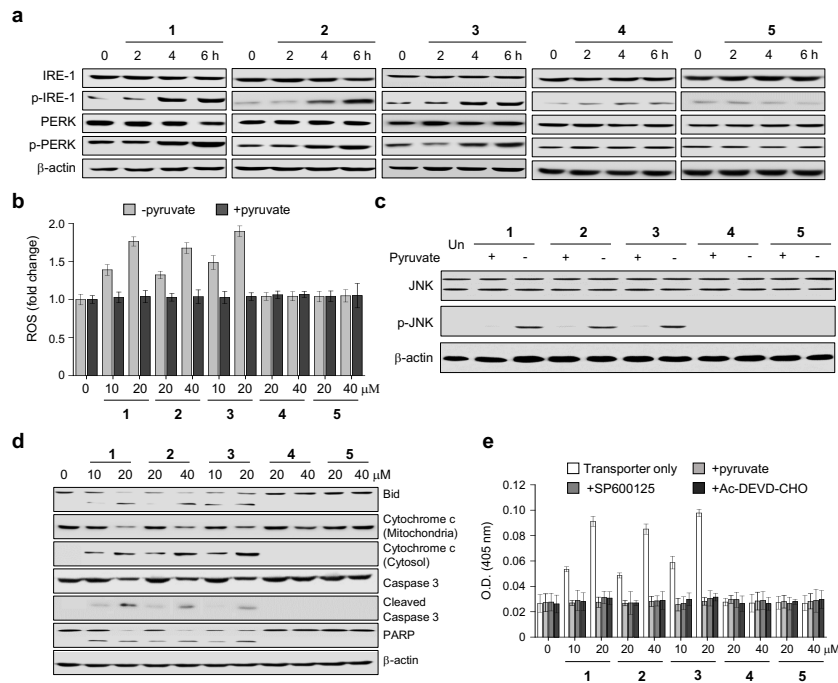 a
1 2 3 4 5
0 2 4 6 h 0 2 4 6 h 0 2 4 6 h 0 2 4 6 h 0 2 4 6 h
IRE-1
p-IRE-1
PERK
p-PERK
β-actin
b
-pyruvate +pyruvate
2.0
1.5
1.0
0.5
0
ROS (fold change)
0 10 20 20 40 10 20 20 40 20 40 μM
1 2 3 4 5
c
1 2 3 4 5
Un
Pyruvate + - + - + - + - + -
JNK
p-JNK
β-actin
d
1 2 3 4 5
0 10 20 20 40 10 20 20 40 20 40 μM
Bid
Cytochrome c
(Mitochondria)
Cytochrome c
(Cytosol)
Caspase 3
Cleaved
Caspase 3
PARP
β-actin
e
Transporter only +pyruvate
+SP600125 +Ac-DEVD-CHO
0.12
0.10
0.08
0.06
0.04
0.02
0
O.D. (405 nm)
0 10 20 20 40 10 20 20 40 20 40 μM
1 2 3 4 5